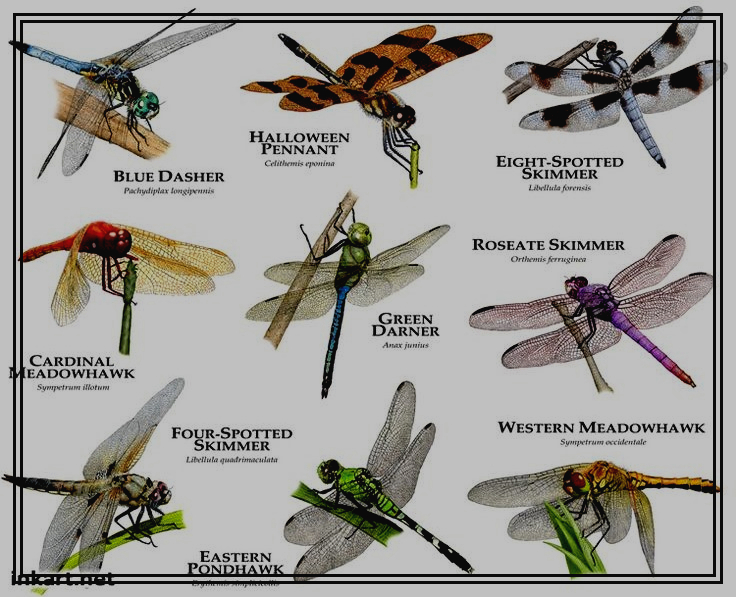 BLUE DASHER
Pachydiplax longipennis
HALLOWEEN
PENNANT
Celithemis eponina
EIGHT-SPOTTED
SKIMMER
Libellula forensis
CARDINAL
MEADOWHAWK
Sympetrum illotum
GREEN
DARNER
Anax junius
ROSEATE SKIMMER
Orthemis ferruginea
FOUR-SPOTTED
SKIMMER
Libellula quadrimaculata
EASTERN
PONDHAWK
Erythemis simplicicollis
WESTERN MEADOWHAWK
Sympetrum occidentale
inkart.net